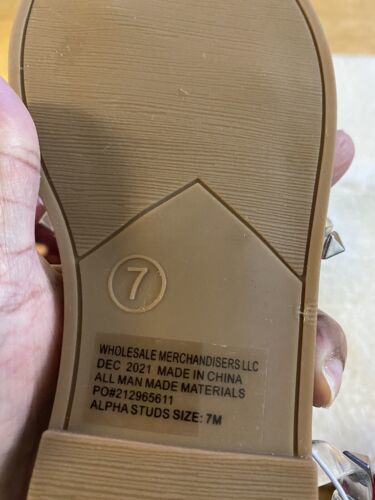 7
WHOLESALE MERCHANDISERS LLC
DEC 2021 MADE IN CHINA
ALL MAN MADE MATERIALS
PO#212965611
ALPHA STUDS SIZE: 7M